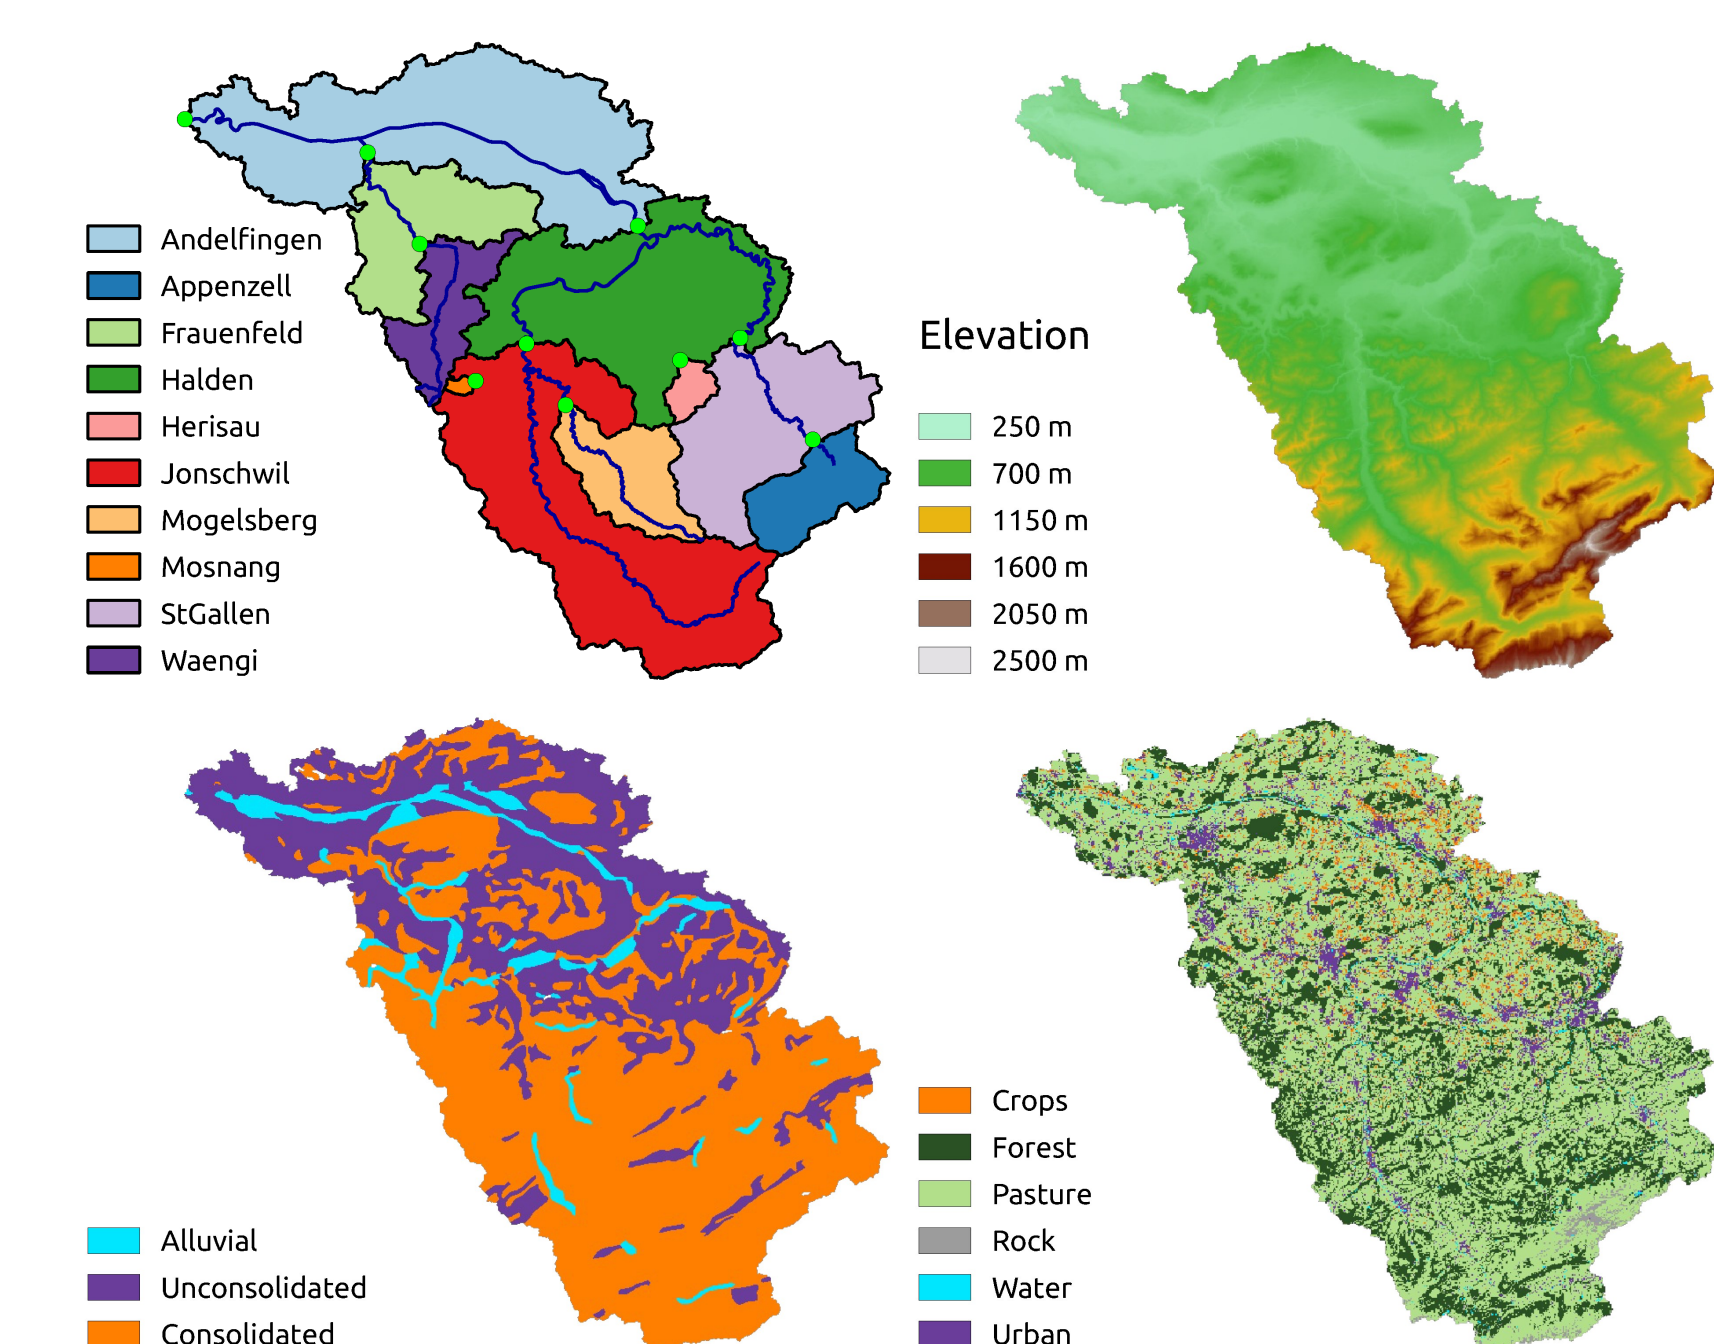 Andelfingen
Appenzell
Frauenfeld
Halden
Herisau
Jonschwil
Mogelsberg
Mosnang
StGallen
Waengi
Elevation
250 m
700 m
1150 m
1600 m
2050 m
2500 m
Alluvial
Unconsolidated
Consolidated
Crops
Forest
Pasture
Rock
Water
Urban